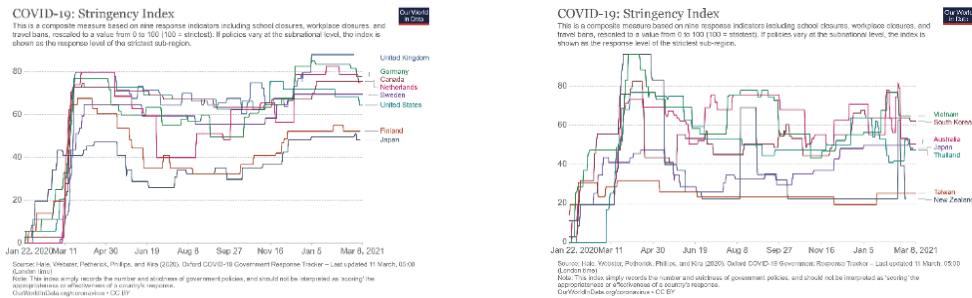 COVID-19: Stringency Index
Our World
in Data
This is a composite measure based on nine response indicators including school closures, workplace closures, and
travel bans, rescaled to a value from 0 to 100 (100 = strictest). If policies vary at the subnational level, the index is
shown as the response level of the strictest sub-region.
80
60
40
20
0
United Kingdom
Germany
Canada
Netherlands
Sweden
United States
Finland
Japan
Jan 22, 2020
Mar 11
Apr 30
Jun 19
Aug 8
Sep 27
Nov 16
Jan 5
Mar 8, 2021
Source: Hale, Webster, Petherick, Phillips, and Kira (2020). Oxford COVID-19 Government Response Tracker – Last updated 11 March, 05:00
(London time)
Note: This index simply records the number and strictness of government policies, and should not be interpreted as 'scoring' the
appropriateness or effectiveness of a country's response.
OurWorldInData.org/coronavirus • CC BY
COVID-19: Stringency Index
Our World
in Data
This is a composite measure based on nine response indicators including school closures, workplace closures, and
travel bans, rescaled to a value from 0 to 100 (100 = strictest). If policies vary at the subnational level, the index is
shown as the response level of the strictest sub-region.
80
60
40
20
0
Vietnam
South Korea
Australia
Japan
Thailand
Taiwan
New Zealand
Jan 22, 2020
Mar 11
Apr 30
Jun 19
Aug 8
Sep 27
Nov 16
Jan 5
Mar 8, 2021
Source: Hale, Webster, Petherick, Phillips, and Kira (2020). Oxford COVID-19 Government Response Tracker – Last updated 11 March, 05:00
(London time)
Note: This index simply records the number and strictness of government policies, and should not be interpreted as 'scoring' the
appropriateness or effectiveness of a country's response.
OurWorldInData.org/coronavirus • CC BY